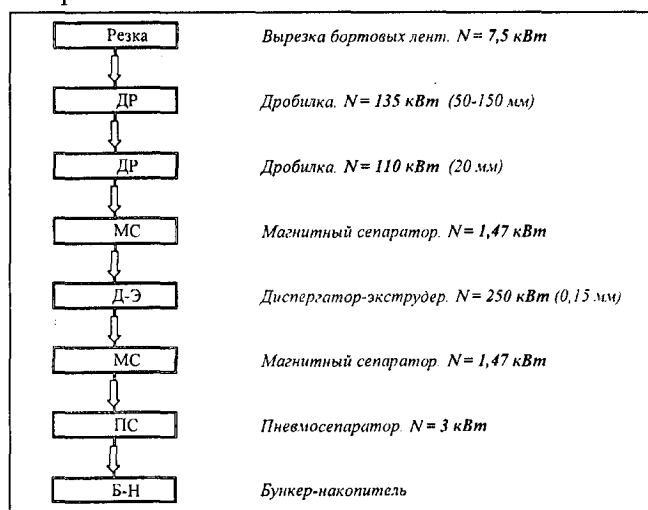 Резка Вырезка бортовых лент. N = 7,5 кВт
ДР Дробилка. N = 135 кВт (50-150 мм)
ДР Дробилка. N = 110 кВт (20 мм)
МС Магнитный сепаратор. N = 1,47 кВт
Д-Э Диспергатор-экструдер. N = 250 кВт (0,15 мм)
МС Магнитный сепаратор. N = 1,47 кВт
ПС Пневмосепаратор. N = 3 кВт
Б-Н Бункер-накопитель